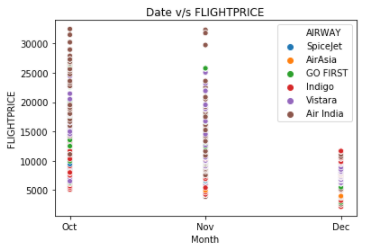 Date v/s FLIGHTPRICE
AIRWAY
SpiceJet
AirAsia
GO FIRST
Indigo
Vistara
Air India
30000
25000
20000
15000
10000
5000
FLIGHTPRICE
Oct
Nov
Dec
Month